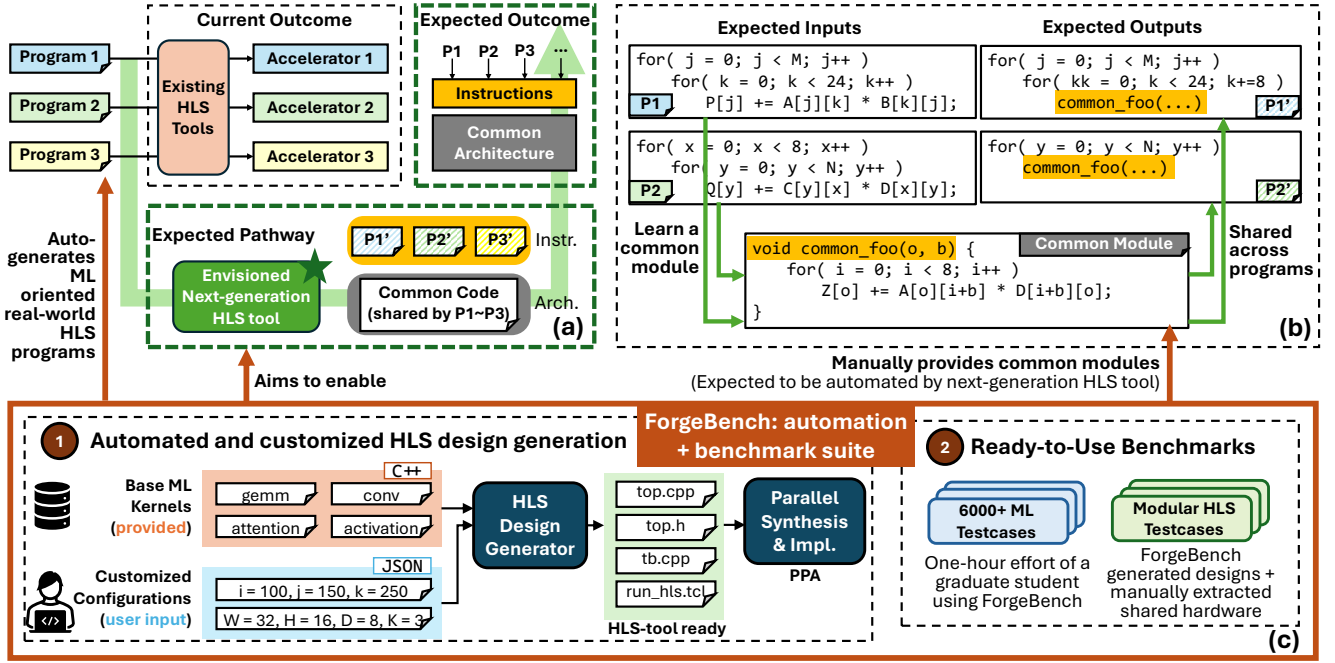 Current Outcome
Program 1
Program 2
Program 3
Existing
HLS
Tools
Accelerator 1
Accelerator 2
Accelerator 3
Expected Outcome
P1 P2 P3 ...
Instructions
Common
Architecture
Expected Pathway
Envisioned
Next-generation
HLS tool
P1' P2' P3'
Instr.
Common Code
(shared by P1~P3)
Arch.
(a)
Auto-
generates
ML
oriented
real-world
HLS
programs
Aims to enable
Expected Inputs
for( j = 0; j < M; j++ )
for( k = 0; k < 24; k++ )
P[j] += A[j][k] * B[k][j];
P1
for( x = 0; x < 8; x++ )
for( y = 0; y < N; y++ )
Q[y] += C[y][x] * D[x][y];
P2
Expected Outputs
for( j = 0; j < M; j++ )
for( kk = 0; k < 24; k+=8 )
common_foo(...)
P1'
for( y = 0; y < N; y++ )
common_foo(...)
P2'
Learn a
common
module
void common_foo(o, b) {
for( i = 0; i < 8; i++ )
Z[o] += A[o][i+b] * D[i+b][o];
}
Common Module
Shared
across
programs
(b)
Manually provides common modules
(Expected to be automated by next-generation HLS tool)
ForgeBench: automation
+ benchmark suite
1 Automated and customized HLS design generation
Base ML
Kernels
(provided)
C++
gemm
conv
attention
activation
Customized
Configurations
(user input)
JSON
i = 100, j = 150, k = 250
W = 32, H = 16, D = 8, K = 3
HLS
Design
Generator
top.cpp
top.h
tb.cpp
run_hls.tcl
HLS-tool ready
Parallel
Synthesis
& Impl.
PPA
2 Ready-to-Use Benchmarks
6000+ ML
Testcases
One-hour effort of a
graduate student
using ForgeBench
Modular HLS
Testcases
ForgeBench
generated designs +
manually extracted
shared hardware
(c)